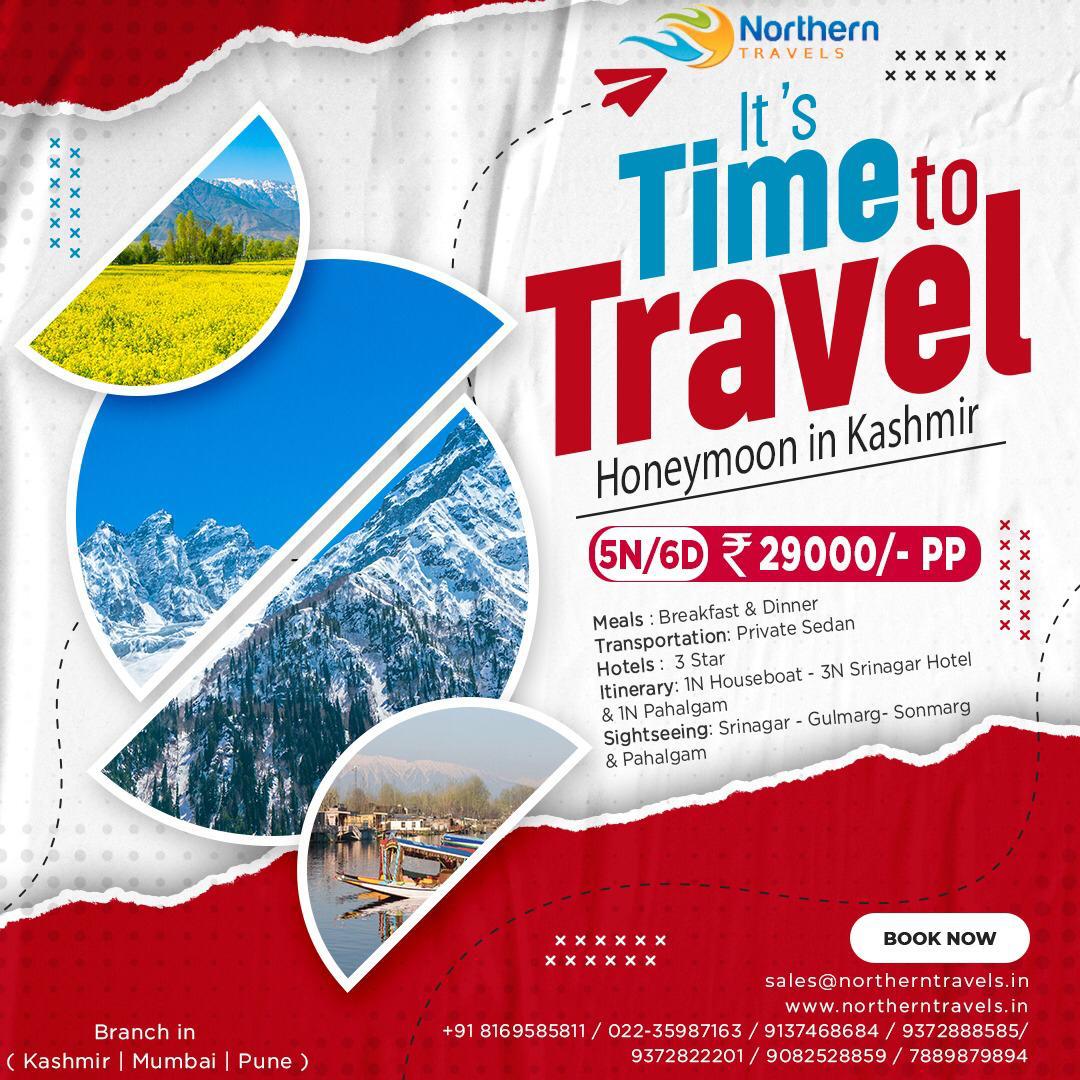 Northern
TRAVELS
It's
Time to
Travel
Honeymoon in Kashmir
5N/6D ₹ 29000/- PP
Meals : Breakfast & Dinner
Transportation: Private Sedan
Hotels : 3 Star
Itinerary: 1N Houseboat - 3N Srinagar Hotel
& 1N Pahalgam
Sightseeing: Srinagar - Gulmarg- Sonmarg
& Pahalgam
BOOK NOW
sales@northerntravels.in
www.northerntravels.in
+91 8169585811 / 022-35987163 / 9137468684 / 9372888585/
9372822201 / 9082528859 / 7889879894
Branch in
( Kashmir | Mumbai | Pune )